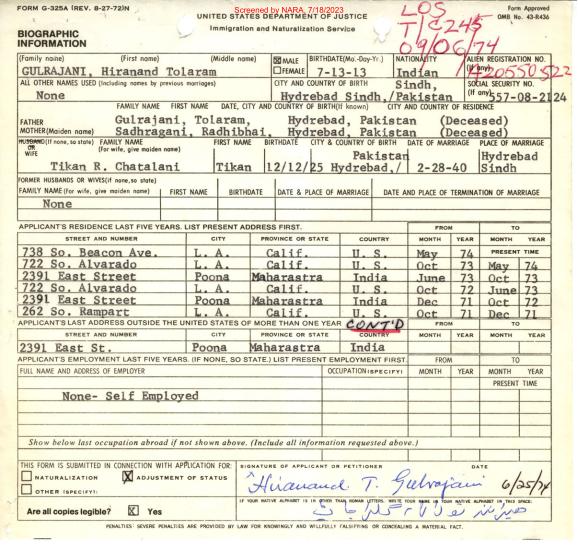 Screened by NARA, 7/18/2023
FORM G-325A (REV. 8-27-72)N
UNITED STATES DEPARTMENT OF JUSTICE
Form Approved
OMB No. 43-R436
Immigration and Naturalization Service
LOS
TIC245
09/06/74
BIOGRAPHIC
INFORMATION
(Family name) (First name) (Middle name) ☒ MALE ☐ FEMALE BIRTHDATE(Mo.-Day-Yr.) NATIONALITY ALIEN REGISTRATION NO. (If any)
GULRAJANI, Hiranand Tolaram 7-13-13 Indian A20550522
ALL OTHER NAMES USED (Including names by previous marriages) CITY AND COUNTRY OF BIRTH SOCIAL SECURITY NO. (If any)
None Hydrebad Sindh,/Pakistan Sindh, 557-08-2124
FAMILY NAME FIRST NAME DATE, CITY AND COUNTRY OF BIRTH(If known) CITY AND COUNTRY OF RESIDENCE
FATHER Gulrajani, Tolaram, Hydrebad, Pakistan (Deceased)
MOTHER(Maiden name) Sadhragani, Radhibhai, Hydrebad, Pakistan (Deceased)
HUSBAND(If none, so state) OR WIFE FAMILY NAME (For wife, give maiden name) FIRST NAME BIRTHDATE CITY & COUNTRY OF BIRTH DATE OF MARRIAGE PLACE OF MARRIAGE
Tikan R. Chatalani Tikan 12/12/25 Hydrebad,/ Pakistan 2-28-40 Hydrebad Sindh
FORMER HUSBANDS OR WIVES(if none,so state)
FAMILY NAME (For wife, give maiden name) FIRST NAME BIRTHDATE DATE & PLACE OF MARRIAGE DATE AND PLACE OF TERMINATION OF MARRIAGE
None
APPLICANT'S RESIDENCE LAST FIVE YEARS. LIST PRESENT ADDRESS FIRST. FROM TO
STREET AND NUMBER CITY PROVINCE OR STATE COUNTRY MONTH YEAR MONTH YEAR
738 So. Beacon Ave. L. A. Calif. U. S. May 74 PRESENT TIME
722 So. Alvarado L. A. Calif. U. S. Oct 73 May 74
2391 East Street Poona Maharastra India June 73 Oct 73
722 So. Alvarado L. A. Calif. U. S. Oct 72 June 73
2391 East Street Poona Maharastra India Dec 71 Oct 72
262 So. Rampart L. A. Calif. U. S. Oct 71 Dec 71
APPLICANT'S LAST ADDRESS OUTSIDE THE UNITED STATES OF MORE THAN ONE YEAR CONT'D FROM TO
STREET AND NUMBER CITY PROVINCE OR STATE COUNTRY MONTH YEAR MONTH YEAR
2391 East St. Poona Maharastra India
APPLICANT'S EMPLOYMENT LAST FIVE YEARS. (IF NONE, SO STATE.) LIST PRESENT EMPLOYMENT FIRST. FROM TO
FULL NAME AND ADDRESS OF EMPLOYER OCCUPATION (SPECIFY) MONTH YEAR MONTH YEAR
PRESENT TIME
None- Self Employed
Show below last occupation abroad if not shown above. (Include all information requested above.)
THIS FORM IS SUBMITTED IN CONNECTION WITH APPLICATION FOR: SIGNATURE OF APPLICANT OR PETITIONER DATE
☐ NATURALIZATION ☒ ADJUSTMENT OF STATUS
Hiranand T. Gulrajani 6/25/74
☐ OTHER (SPECIFY):
IF YOUR NATIVE ALPHABET IS IN OTHER THAN ROMAN LETTERS, WRITE YOUR NAME IN YOUR NATIVE ALPHABET IN THIS SPACE:
Are all copies legible? ☒ Yes
PENALTIES: SEVERE PENALTIES ARE PROVIDED BY LAW FOR KNOWINGLY AND WILLFULLY FALSIFYING OR CONCEALING A MATERIAL FACT.